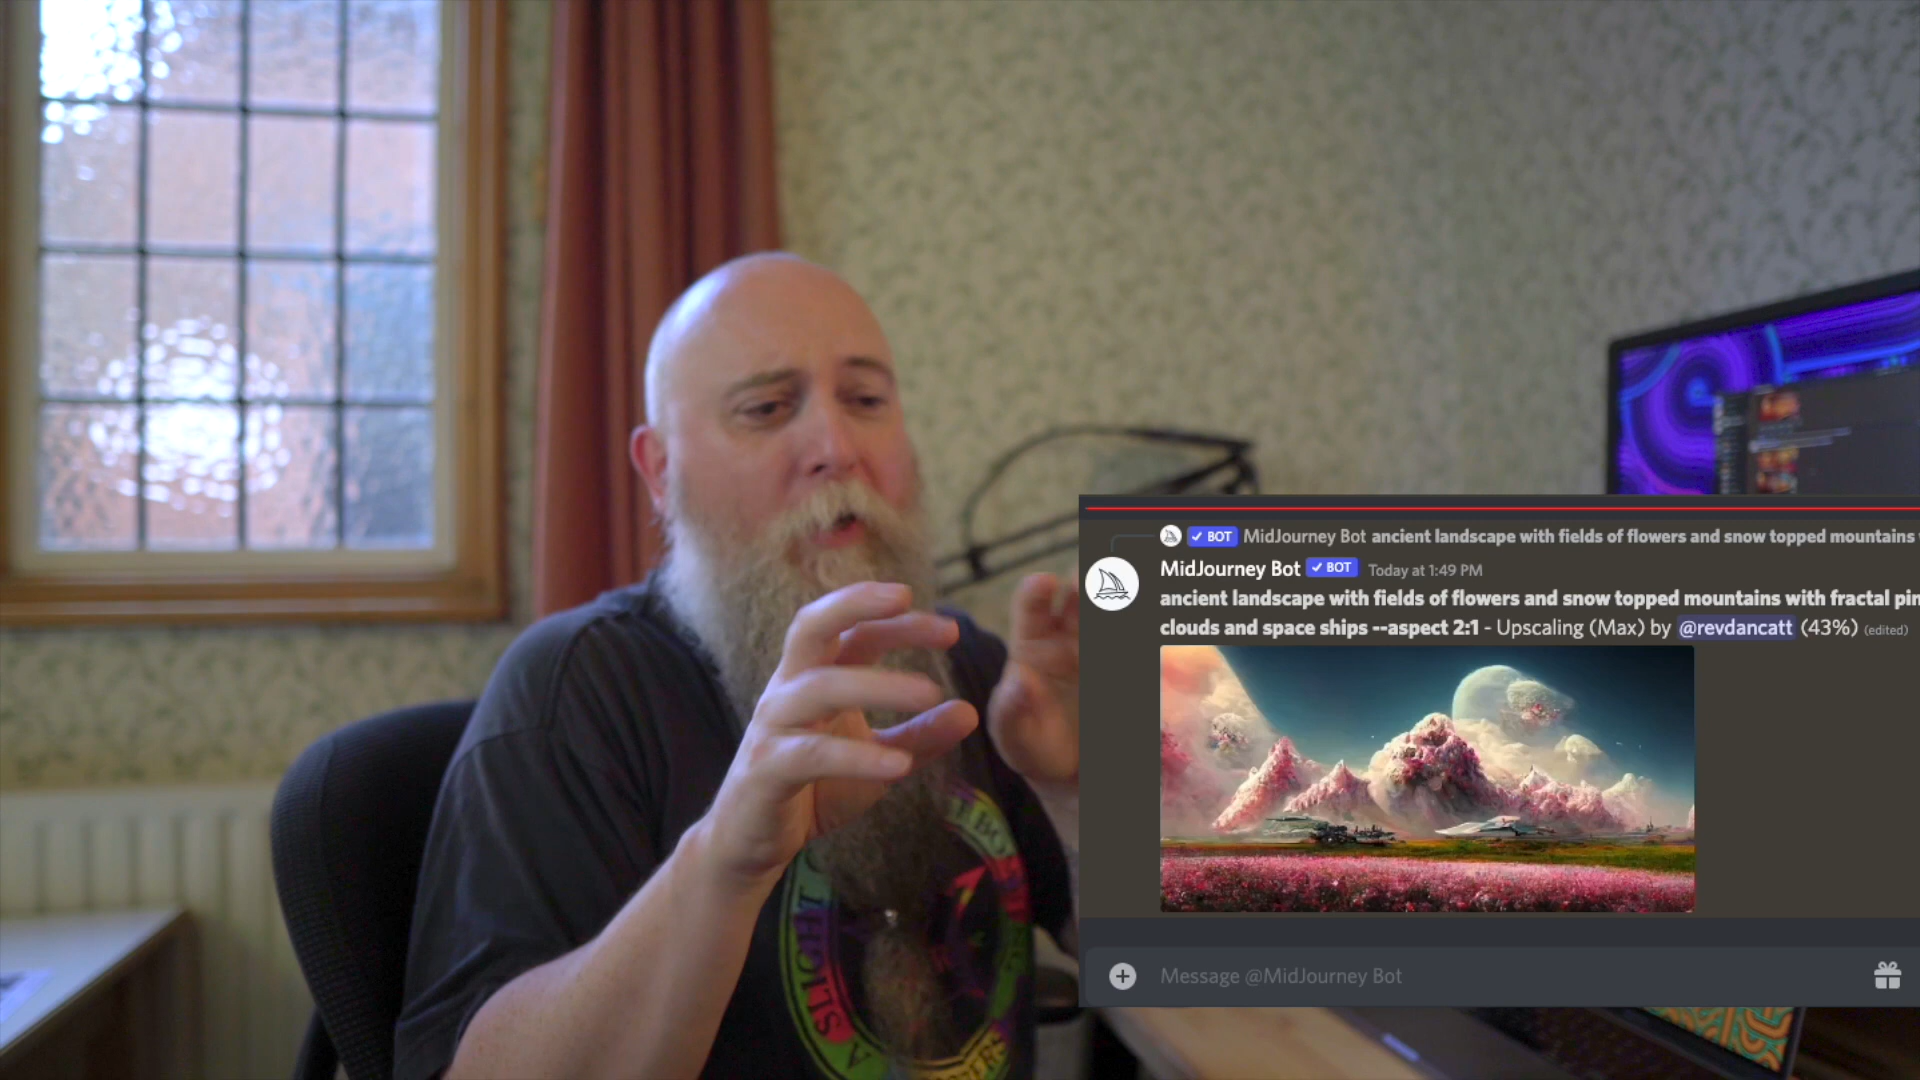 BOT MidJourney Bot ancient landscape with fields of flowers and snow topped mountains
MidJourney Bot BOT Today at 1:49 PM
ancient landscape with fields of flowers and snow topped mountains with fractal pin
clouds and space ships --aspect 2:1 - Upscaling (Max) by @revdancatt (43%) (edited)
Message @MidJourney Bot